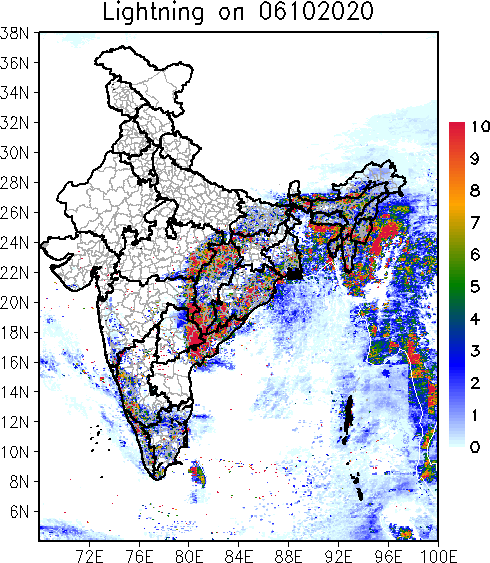 Lightning on 06102020
38N
36N
34N
32N
30N
28N
26N
24N
22N
20N
18N
16N
14N
12N
10N
8N
6N
72E 76E 80E 84E 88E 92E 96E 100E
10
9
8
7
6
5
4
3
2
1
0